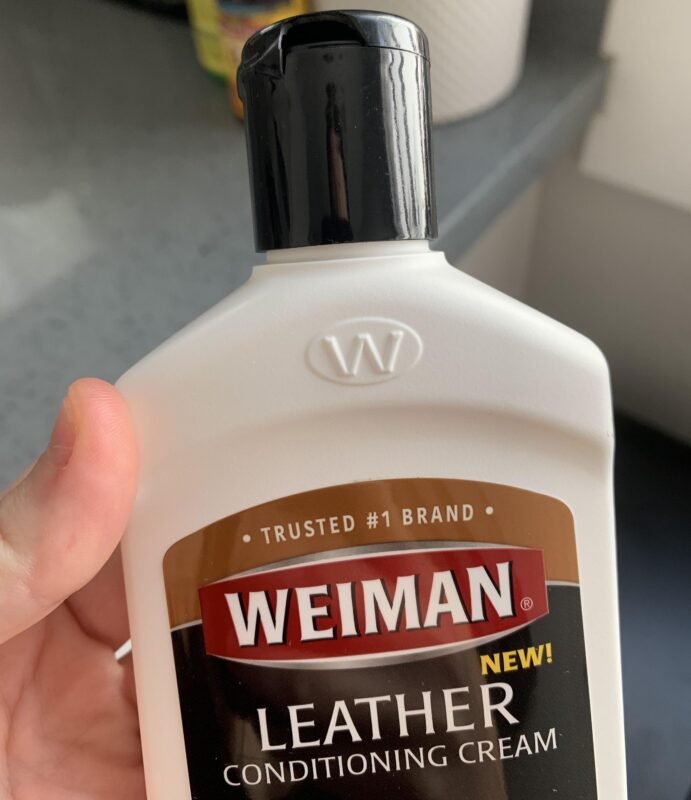 W
• TRUSTED #1 BRAND •
WEIMAN®
NEW!
LEATHER
CONDITIONING CREAM